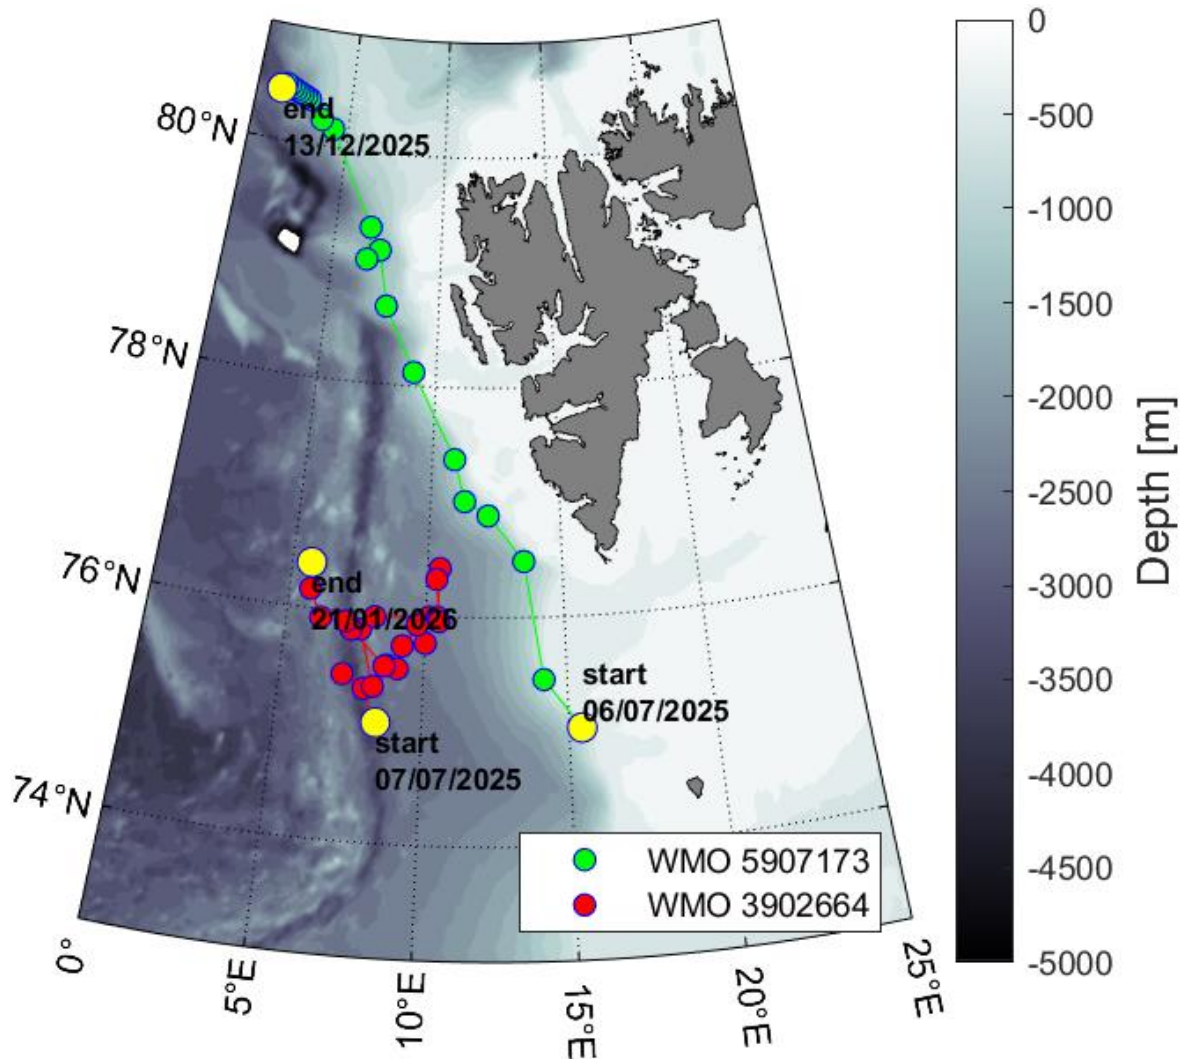 0
-500
-1000
-1500
-2000
-2500
-3000
-3500
-4000
-4500
-5000
Depth [m]
80°N
78°N
76°N
74°N
end
13/12/2025
end
21/01/2026
start
06/07/2025
start
07/07/2025
WMO 5907173
WMO 3902664
0°
5°E
10°E
15°E
20°E
25°E